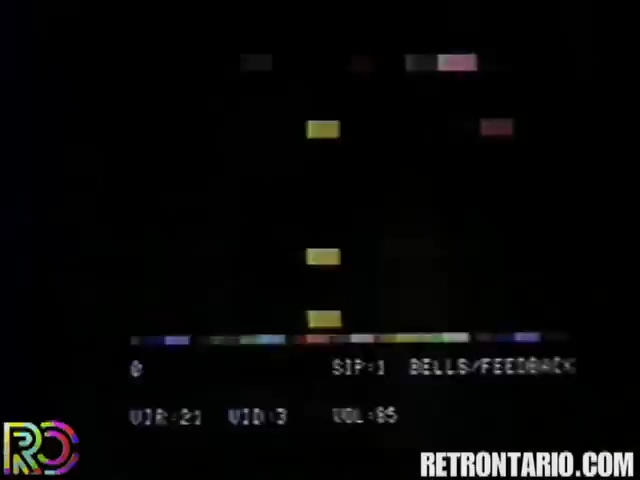 0 SIP:1 BELLS/FEEDBACK
VIR:21 VID:3 VOL:85
RETRONTARIO.COM